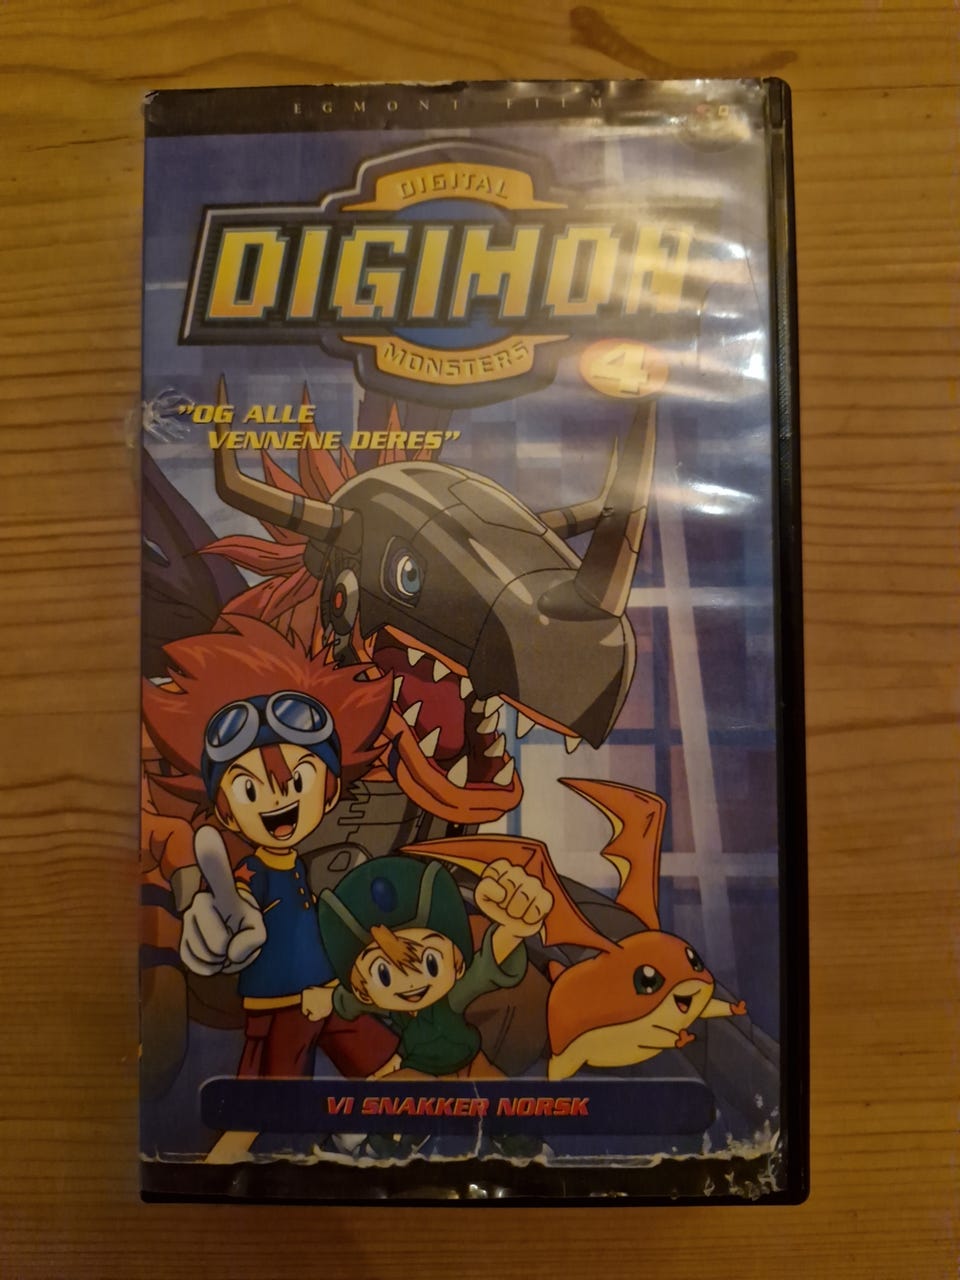 EGMONT FILM
DIGITAL
DIGIMON
MONSTERS
4
"OG ALLE
VENNENE DERES"
VI SNAKKER NORSK